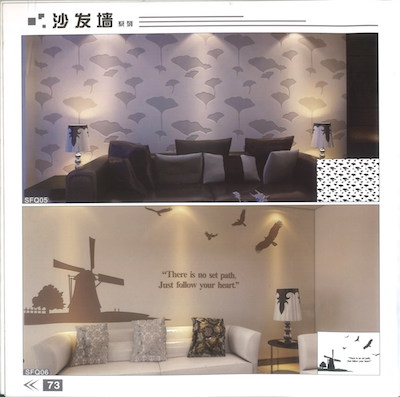 沙发墙 系列
SFQ05
"There is no set path,
Just follow your heart."
SFQ06
73